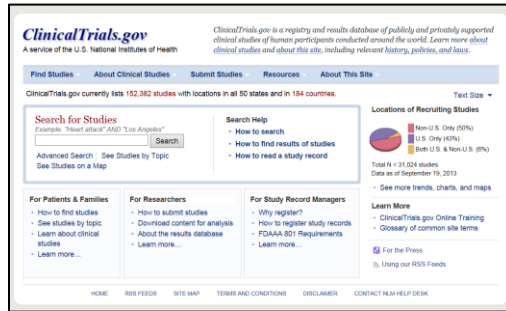 ClinicalTrials.gov
A service of the U.S. National Institutes of Health
ClinicalTrials.gov is a registry and results database of publicly and privately supported
clinical studies of human participants conducted around the world. Learn more about
clinical studies and about this site, including relevant history, policies, and laws.
Find Studies About Clinical Studies Submit Studies Resources About This Site
ClinicalTrials.gov currently lists 152,382 studies with locations in all 50 states and in 184 countries.
Text Size
Search for Studies
Example: "Heart attack" AND "Los Angeles"
Search
Advanced Search See Studies by Topic
See Studies on a Map
Search Help
How to search
How to find results of studies
How to read a study record
Locations of Recruiting Studies
Non-U.S. Only (50%)
U.S. Only (43%)
Both U.S. & Non-U.S. (6%)
Total N = 31,024 studies
Data as of September 19, 2013
See more trends, charts, and maps
For Patients & Families
How to find studies
See studies by topic
Learn about clinical
studies
Learn more...
For Researchers
How to submit studies
Download content for analysis
About the results database
Learn more...
For Study Record Managers
Why register?
How to register study records
FDAAA 801 Requirements
Learn more...
Learn More
ClinicalTrials.gov Online Training
Glossary of common site terms
For the Press
Using our RSS Feeds
HOME RSS FEEDS SITE MAP TERMS AND CONDITIONS DISCLAIMER CONTACT NLM HELP DESK